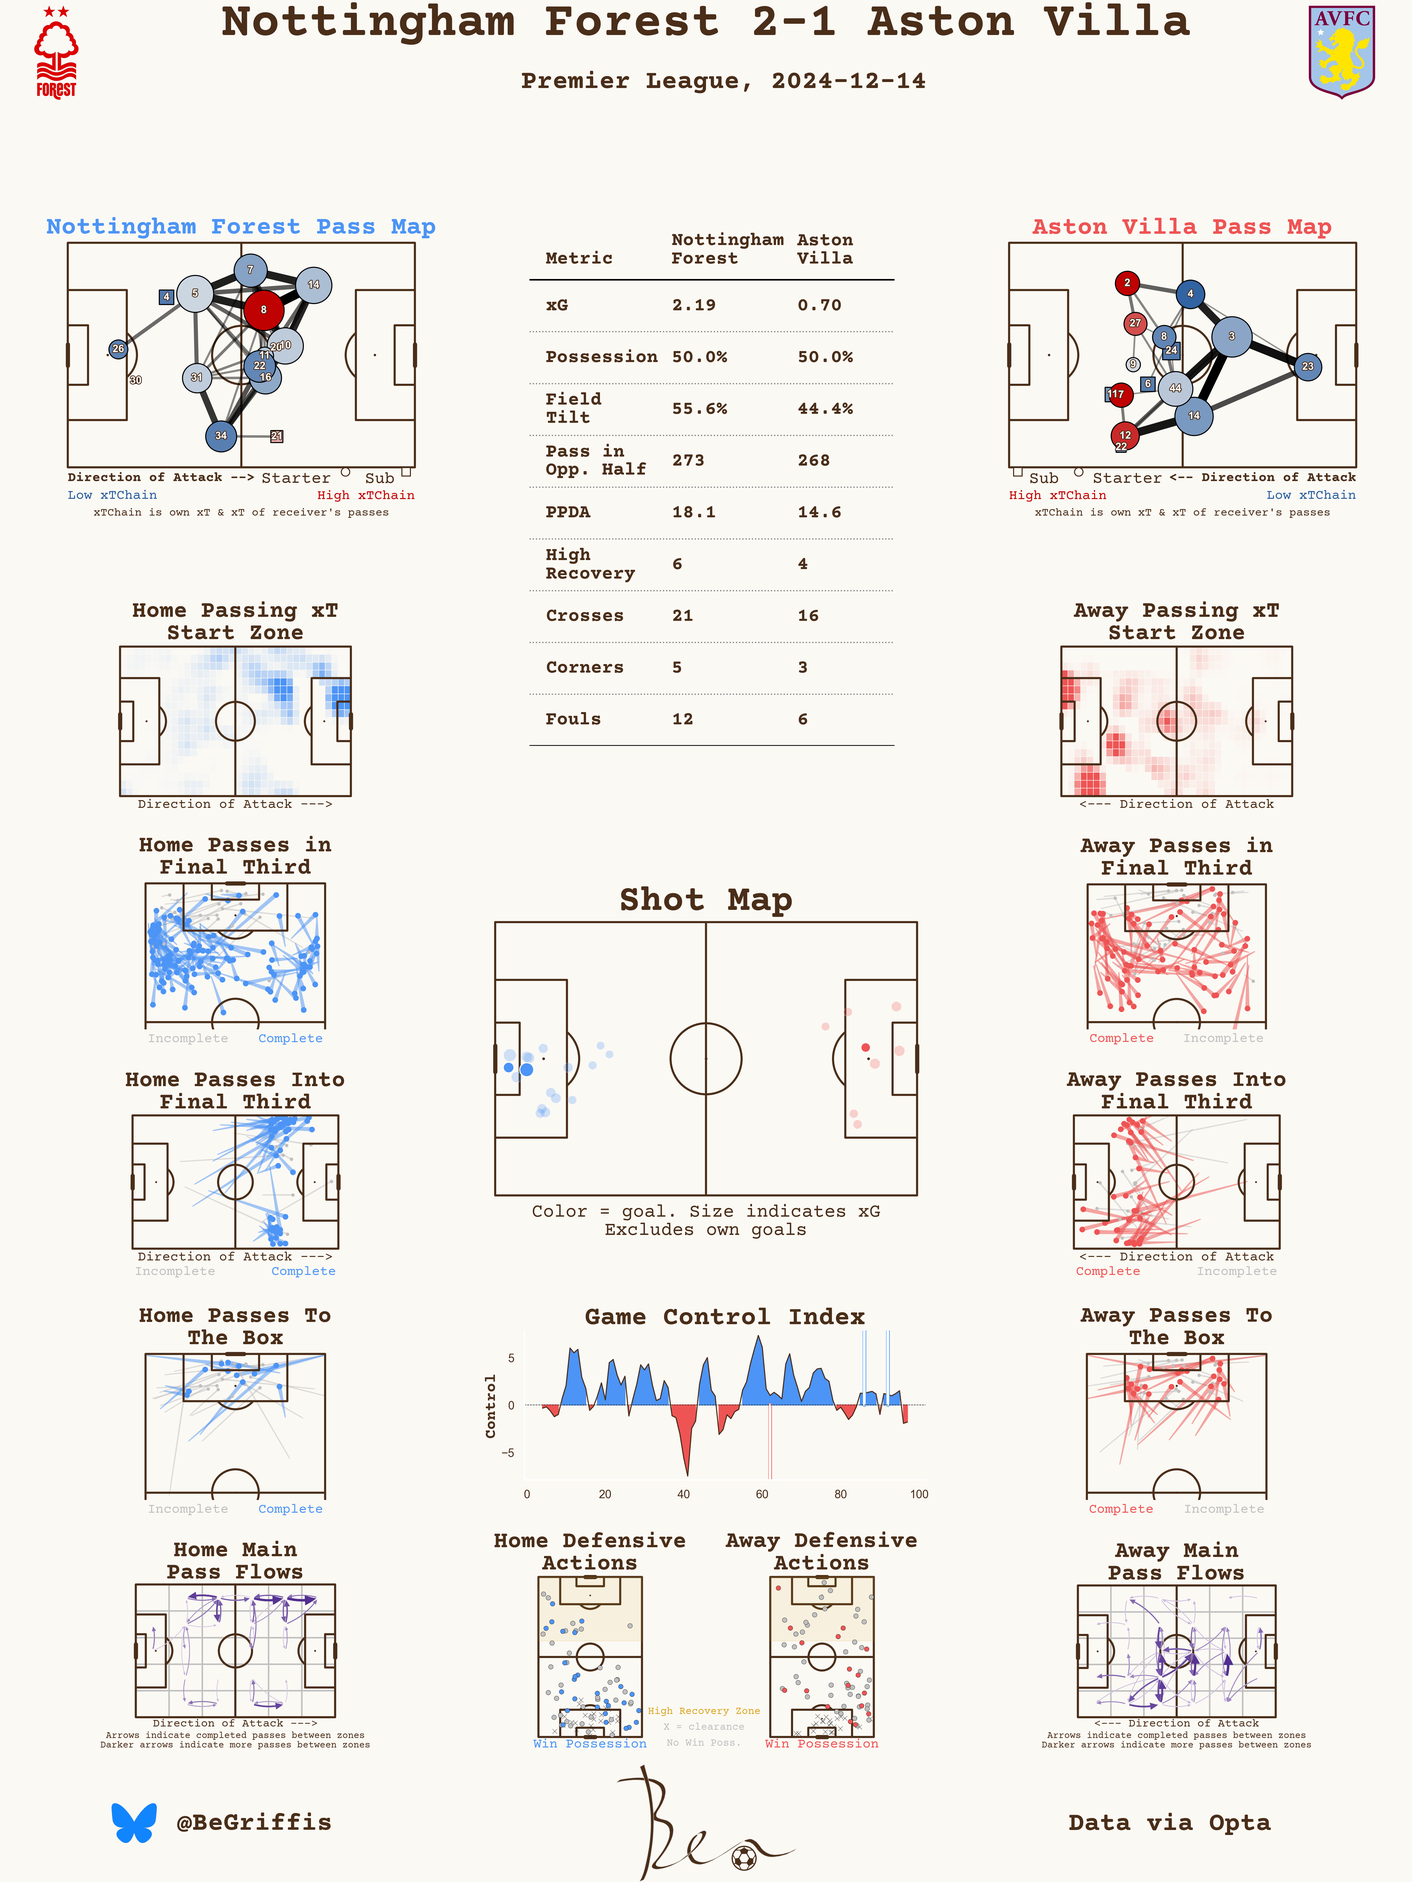 Nottingham Forest 2-1 Aston Villa
Premier League, 2024-12-14
FOREST
AVFC
Nottingham Forest Pass Map
7
14
5
4
8
26
20
10
11
22
16
31
30
34
21
Direction of Attack --> Starter Sub
Low xTChain High xTChain
xTChain is own xT & xT of receiver's passes
Metric Nottingham Forest Aston Villa
xG 2.19 0.70
Possession 50.0% 50.0%
Field Tilt 55.6% 44.4%
Pass in Opp. Half 273 268
PPDA 18.1 14.6
High Recovery 6 4
Crosses 21 16
Corners 5 3
Fouls 12 6
Aston Villa Pass Map
2
4
27
8
3
24
9
23
6
44
117
14
12
22
Sub Starter <-- Direction of Attack
High xTChain Low xTChain
xTChain is own xT & xT of receiver's passes
Home Passing xT
Start Zone
Direction of Attack --->
Away Passing xT
Start Zone
<--- Direction of Attack
Home Passes in
Final Third
Incomplete Complete
Away Passes in
Final Third
Complete Incomplete
Shot Map
Color = goal. Size indicates xG
Excludes own goals
Home Passes Into
Final Third
Direction of Attack --->
Incomplete Complete
Away Passes Into
Final Third
<--- Direction of Attack
Complete Incomplete
Home Passes To
The Box
Incomplete Complete
Game Control Index
Control
5
0
−5
0 20 40 60 80 100
Away Passes To
The Box
Complete Incomplete
Home Main
Pass Flows
Direction of Attack --->
Arrows indicate completed passes between zones
Darker arrows indicate more passes between zones
Home Defensive
Actions
Win Possession
Away Defensive
Actions
Win Possession
High Recovery Zone
X = clearance
No Win Poss.
Away Main
Pass Flows
<--- Direction of Attack
Arrows indicate completed passes between zones
Darker arrows indicate more passes between zones
@BeGriffis
Ben
Data via Opta